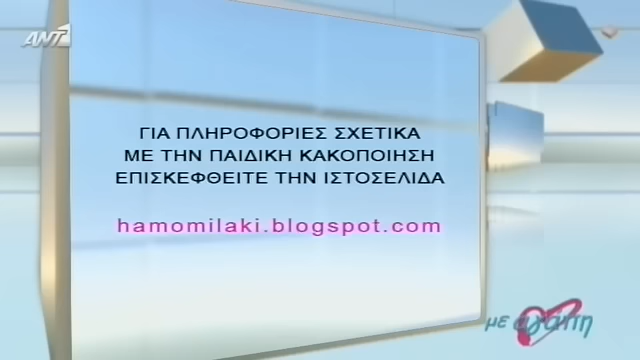 ANT1
ΓΙΑ ΠΛΗΡΟΦΟΡΙΕΣ ΣΧΕΤΙΚΑ
ΜΕ ΤΗΝ ΠΑΙΔΙΚΗ ΚΑΚΟΠΟΙΗΣΗ
ΕΠΙΣΚΕΦΘΕΙΤΕ ΤΗΝ ΙΣΤΟΣΕΛΙΔΑ
hamomilaki.blogspot.com
με αγάπη